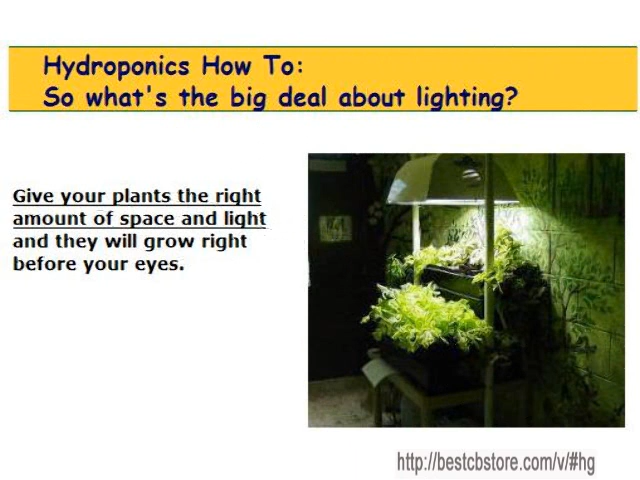 Hydroponics How To:
So what's the big deal about lighting?
Give your plants the right
amount of space and light
and they will grow right
before your eyes.
http://bestcbstore.com/v/#hg